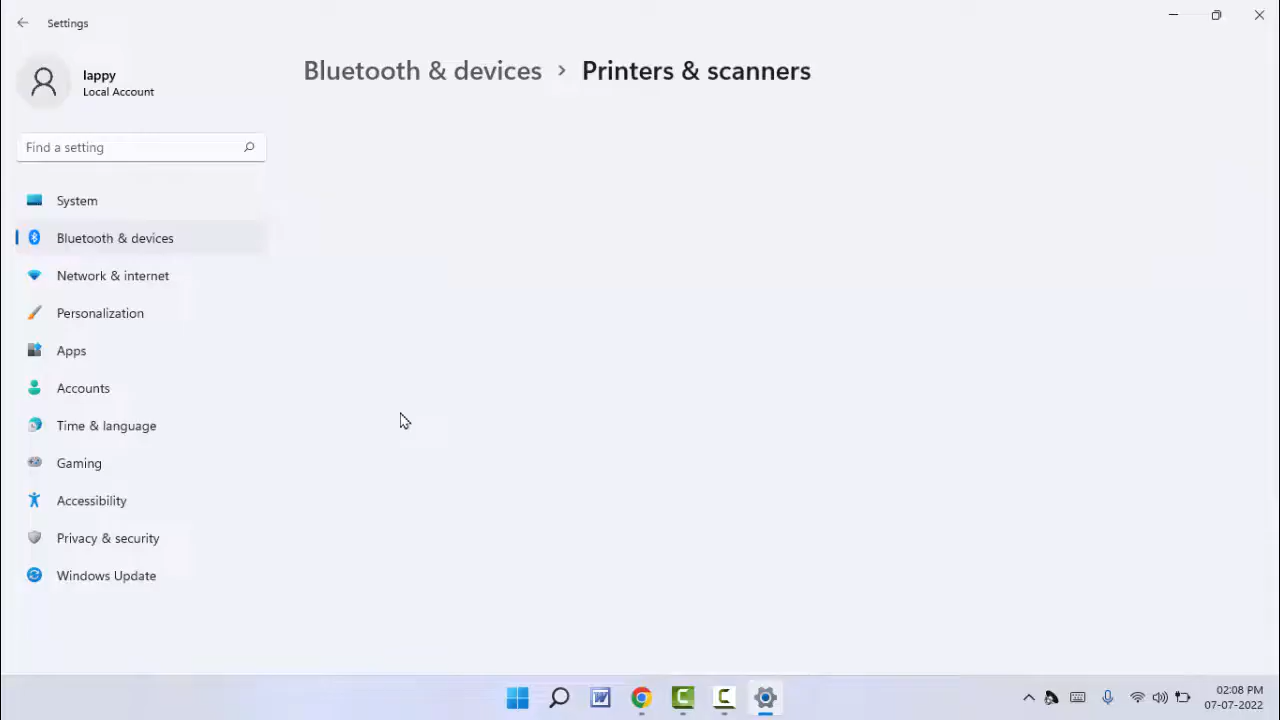 Settings
lappy
Local Account
Bluetooth & devices > Printers & scanners
Find a setting
System
Bluetooth & devices
Network & internet
Personalization
Apps
Accounts
Time & language
Gaming
Accessibility
Privacy & security
Windows Update
02:08 PM
07-07-2022